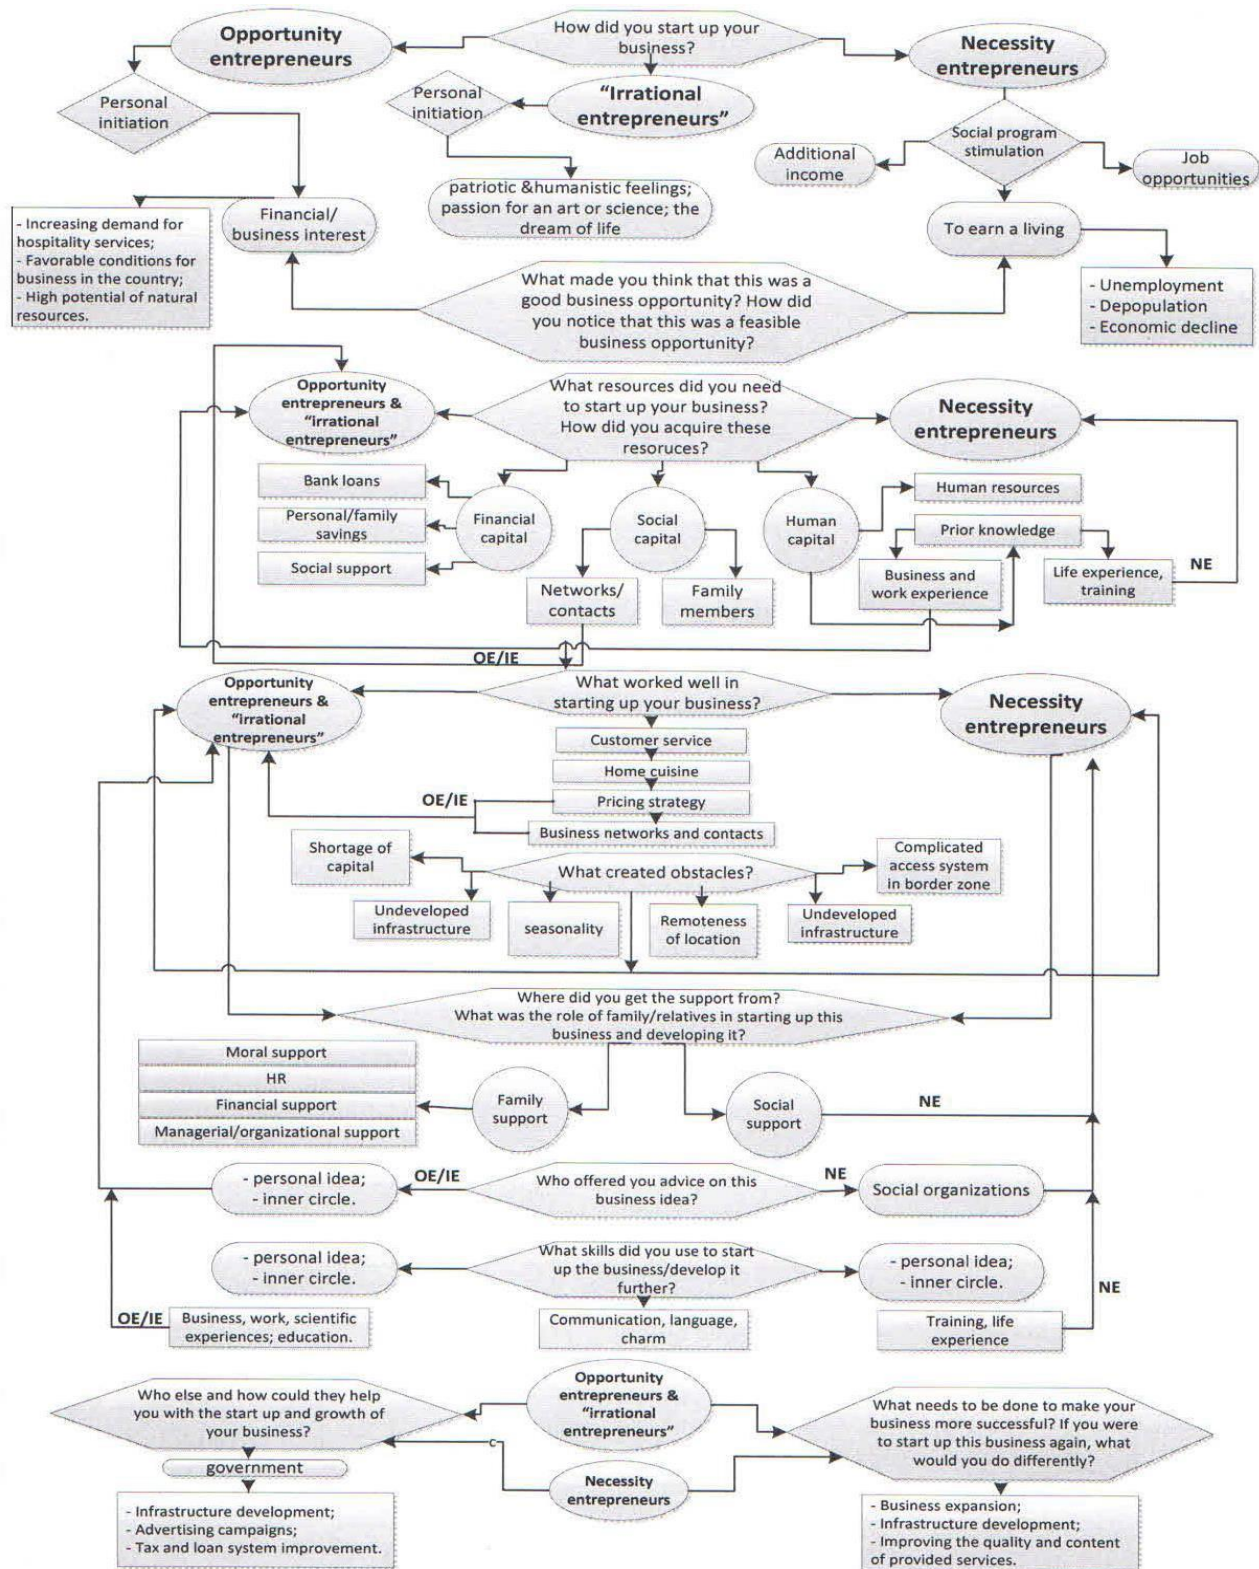 Opportunity
entrepreneurs
How did you start up your
business?
Necessity
entrepreneurs
Personal
initiation
Personal
initiation
“Irrational
entrepreneurs”
Social program
stimulation
Additional
income
Job
opportunities
patriotic &humanistic feelings;
passion for an art or science; the
dream of life
- Increasing demand for
hospitality services;
- Favorable conditions for
business in the country;
- High potential of natural
resources.
Financial/
business interest
To earn a living
What made you think that this was a
good business opportunity? How did
you notice that this was a feasible
business opportunity?
- Unemployment
- Depopulation
- Economic decline
Opportunity
entrepreneurs &
“irrational
entrepreneurs”
What resources did you need
to start up your business?
How did you acquire these
resoruces?
Necessity
entrepreneurs
Bank loans
Personal/family
savings
Social support
Financial
capital
Social
capital
Human
capital
Human resources
Prior knowledge
Networks/
contacts
Family
members
Business and
work experience
Life experience,
training
NE
OE/IE
Opportunity
entrepreneurs &
“irrational
entrepreneurs”
What worked well in
starting up your business?
Necessity
entrepreneurs
Customer service
Home cuisine
OE/IE
Pricing strategy
Business networks and contacts
Shortage of
capital
What created obstacles?
Complicated
access system
in border zone
Undeveloped
infrastructure
seasonality
Remoteness
of location
Undeveloped
infrastructure
Where did you get the support from?
What was the role of family/relatives in starting up this
business and developing it?
Moral support
HR
Financial support
Managerial/organizational support
Family
support
Social
support
NE
- personal idea;
- inner circle.
OE/IE
Who offered you advice on this
business idea?
NE
Social organizations
- personal idea;
- inner circle.
What skills did you use to start
up the business/develop it
further?
- personal idea;
- inner circle.
NE
OE/IE
Business, work, scientific
experiences; education.
Communication, language,
charm
Training, life
experience
Who else and how could they help
you with the start up and growth of
your business?
Opportunity
entrepreneurs &
“irrational
entrepreneurs”
What needs to be done to make your
business more successful? If you were
to start up this business again, what
would you do differently?
c
government
Necessity
entrepreneurs
- Infrastructure development;
- Advertising campaigns;
- Tax and loan system improvement.
- Business expansion;
- Infrastructure development;
- Improving the quality and content
of provided services.